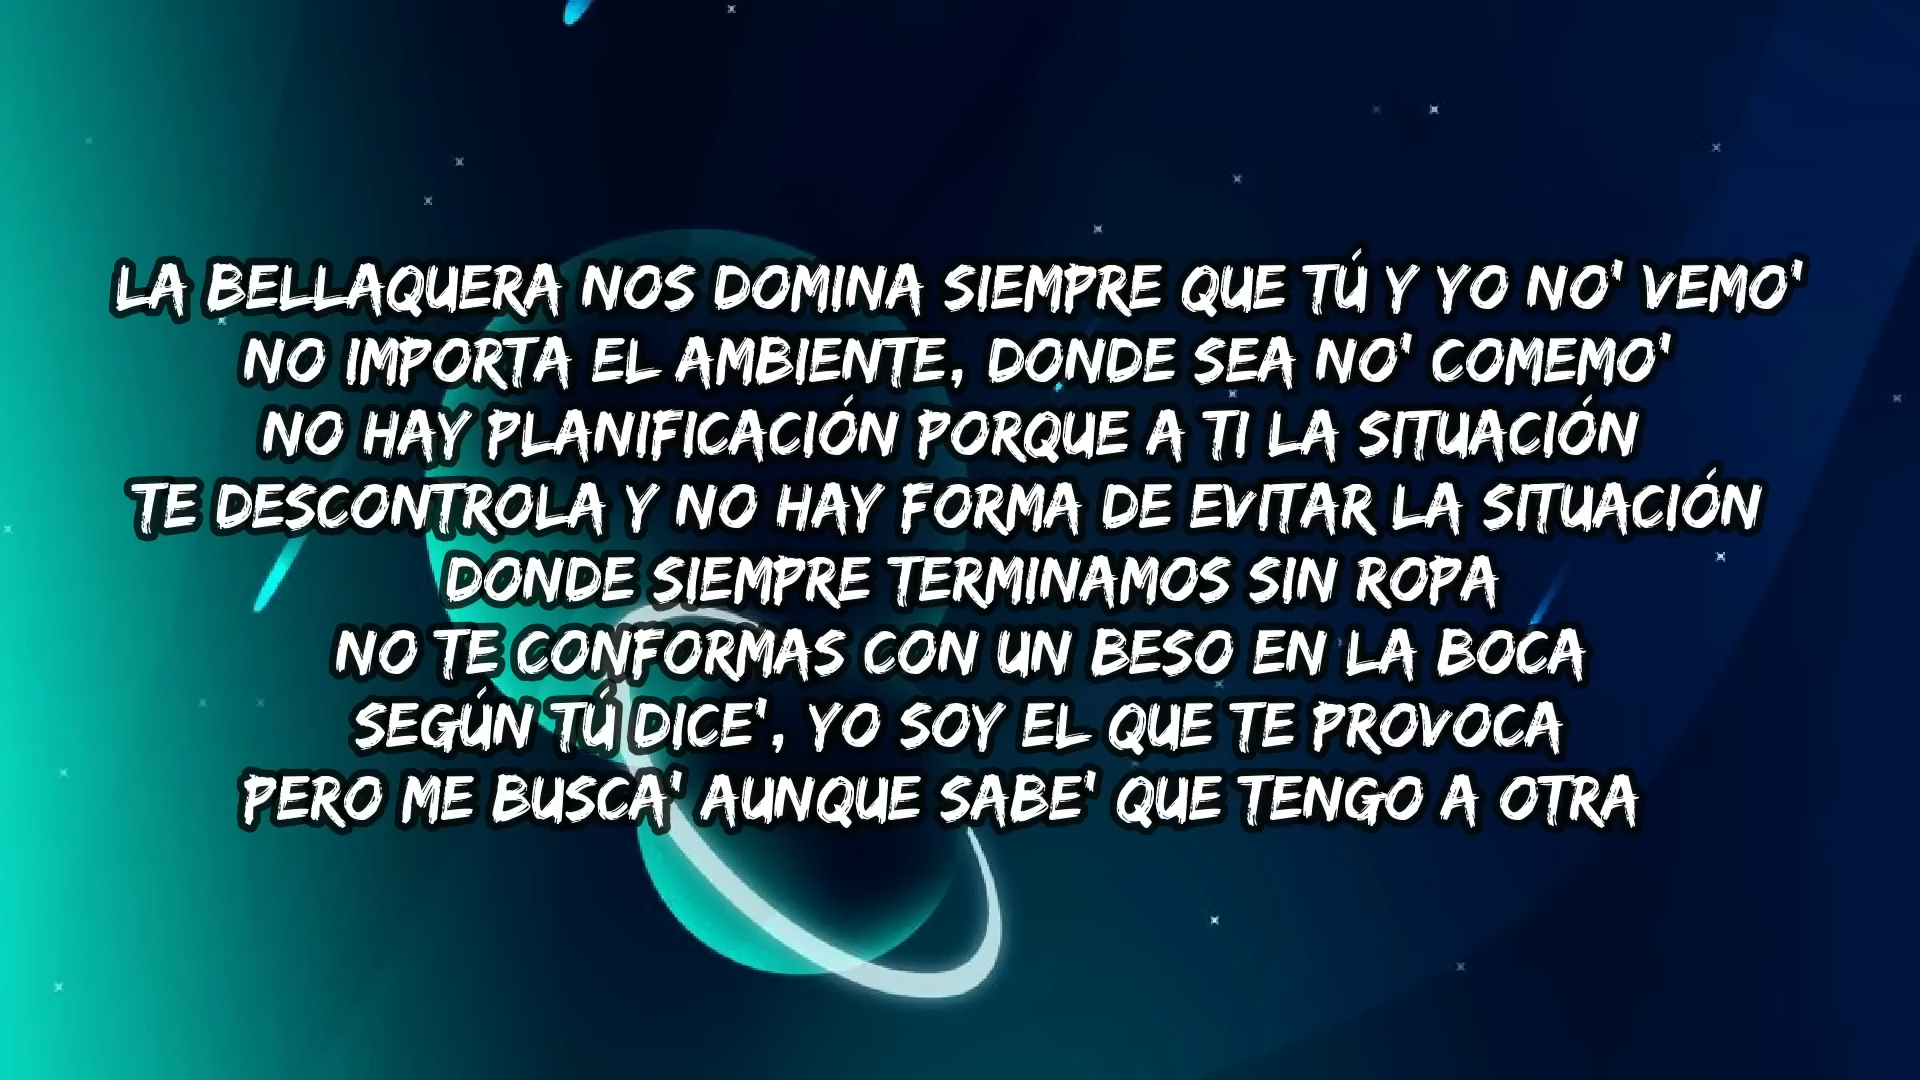 LA BELLAQUERA NOS DOMINA SIEMPRE QUE TÚ Y YO NO' VEMO'
NO IMPORTA EL AMBIENTE, DONDE SEA NO' COMEMO'
NO HAY PLANIFICACIÓN PORQUE A TI LA SITUACIÓN
TE DESCONTROLA Y NO HAY FORMA DE EVITAR LA SITUACIÓN
DONDE SIEMPRE TERMINAMOS SIN ROPA
NO TE CONFORMAS CON UN BESO EN LA BOCA
SEGÚN TÚ DICE', YO SOY EL QUE TE PROVOCA
PERO ME BUSCA' AUNQUE SABE' QUE TENGO A OTRA